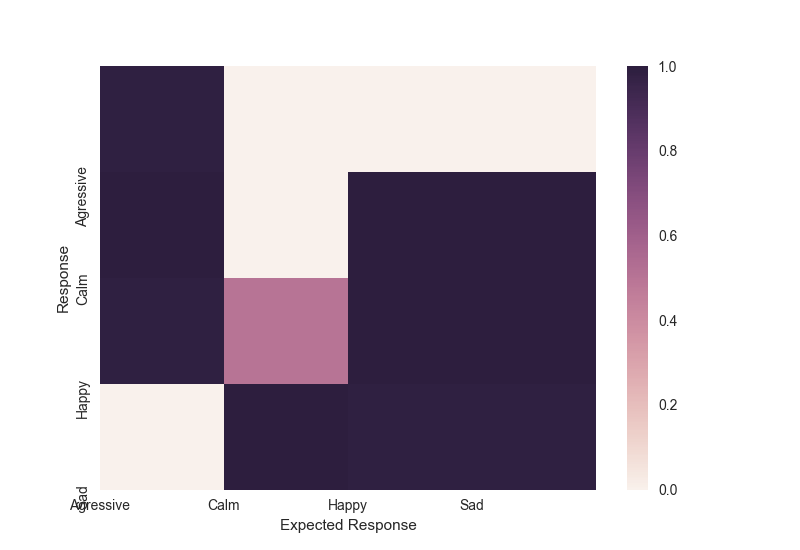 Response
Agressive
Calm
Happy
Sad
Agressive
Calm
Happy
Sad
Expected Response
1.0
0.8
0.6
0.4
0.2
0.0